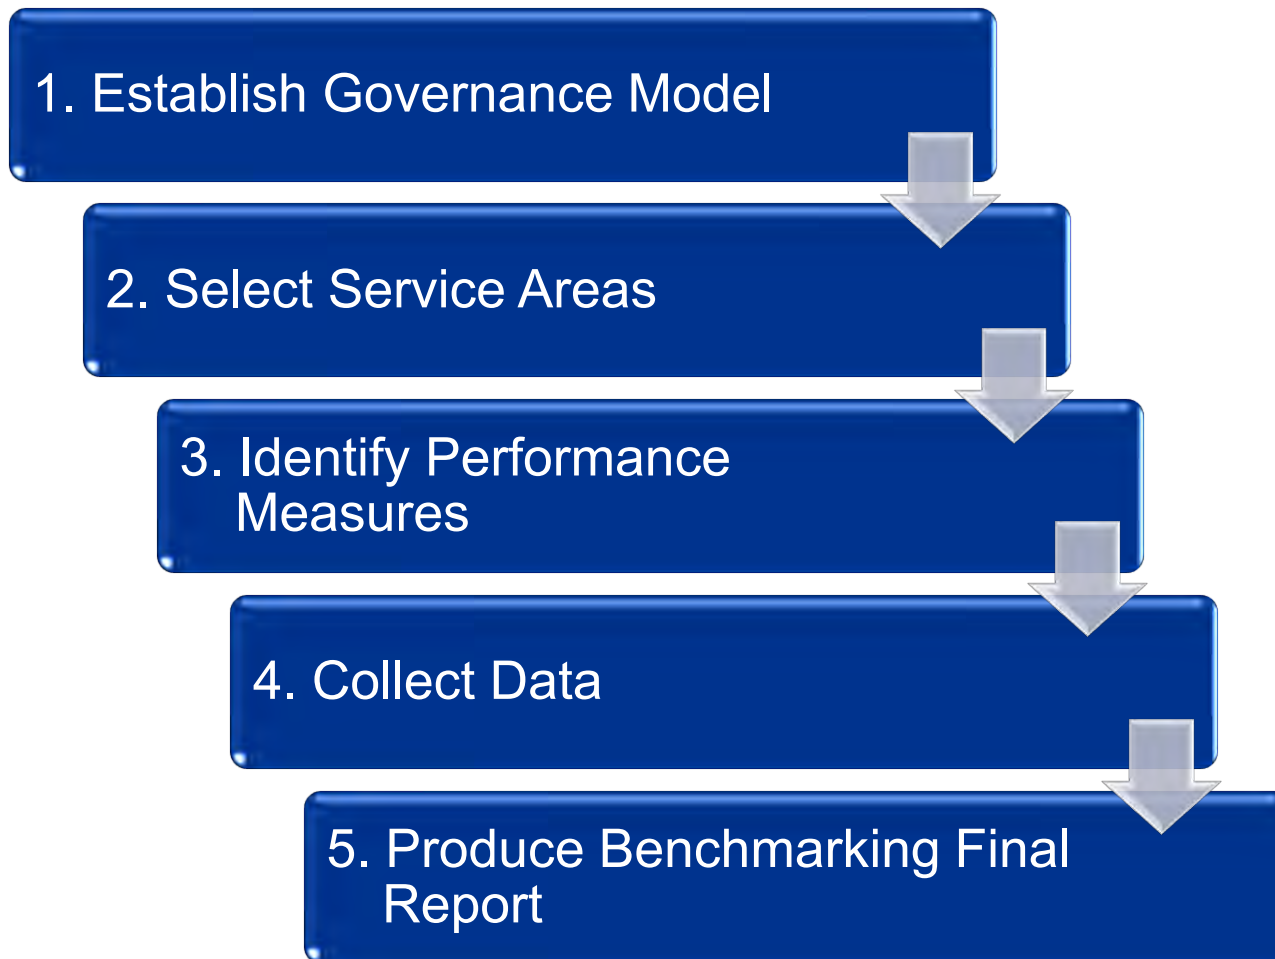 1. Establish Governance Model
2. Select Service Areas
3. Identify Performance
Measures
4. Collect Data
5. Produce Benchmarking Final
Report